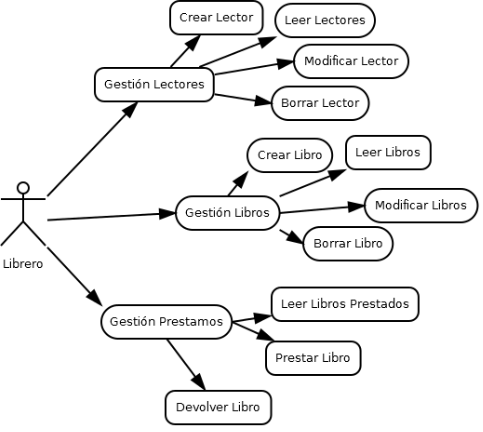 Crear Lector
Leer Lectores
Modificar Lector
Gestión Lectores
Borrar Lector
Crear Libro
Leer Libros
Modificar Libros
Gestión Libros
Borrar Libro
Librero
Leer Libros Prestados
Gestión Prestamos
Prestar Libro
Devolver Libro